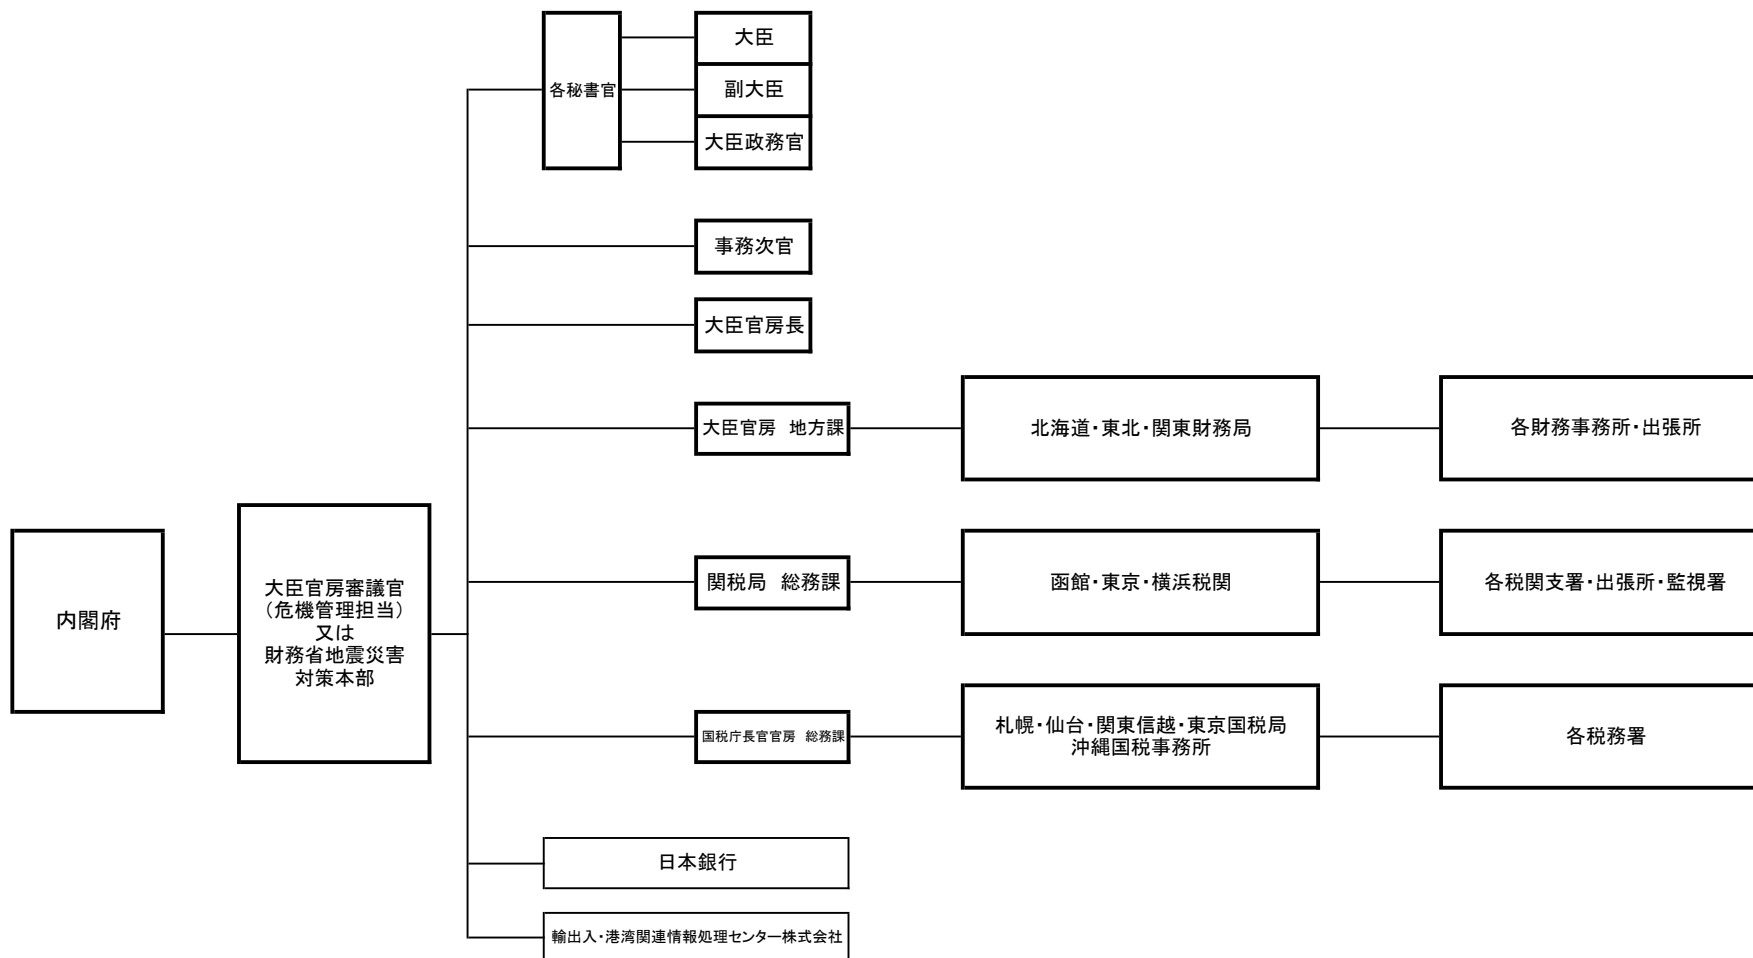 各秘書官
大臣
副大臣
大臣政務官
事務次官
大臣官房長
大臣官房　地方課
北海道・東北・関東財務局
各財務事務所・出張所
内閣府
大臣官房審議官
（危機管理担当）
又は
財務省地震災害
対策本部
関税局　総務課
函館・東京・横浜税関
各税関支署・出張所・監視署
国税庁長官官房　総務課
札幌・仙台・関東信越・東京国税局
沖縄国税事務所
各税務署
日本銀行
輸出入・港湾関連情報処理センター株式会社